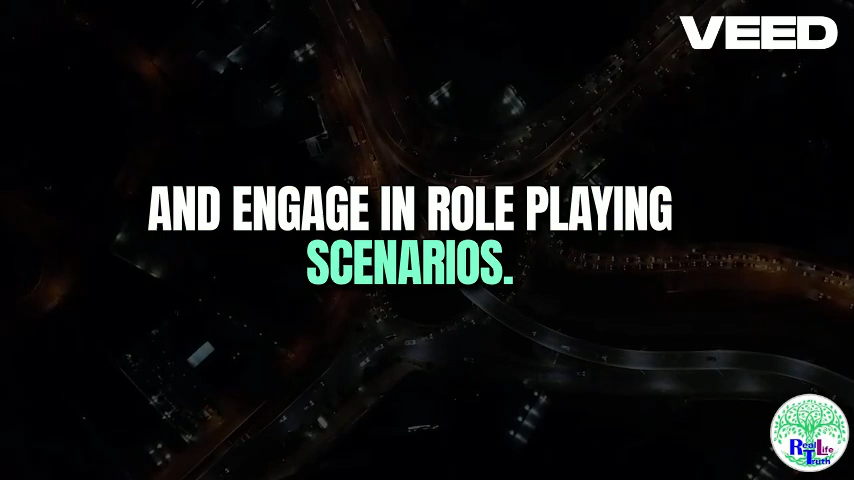 VEED
AND ENGAGE IN ROLE PLAYING
SCENARIOS.
Real Life
Truth